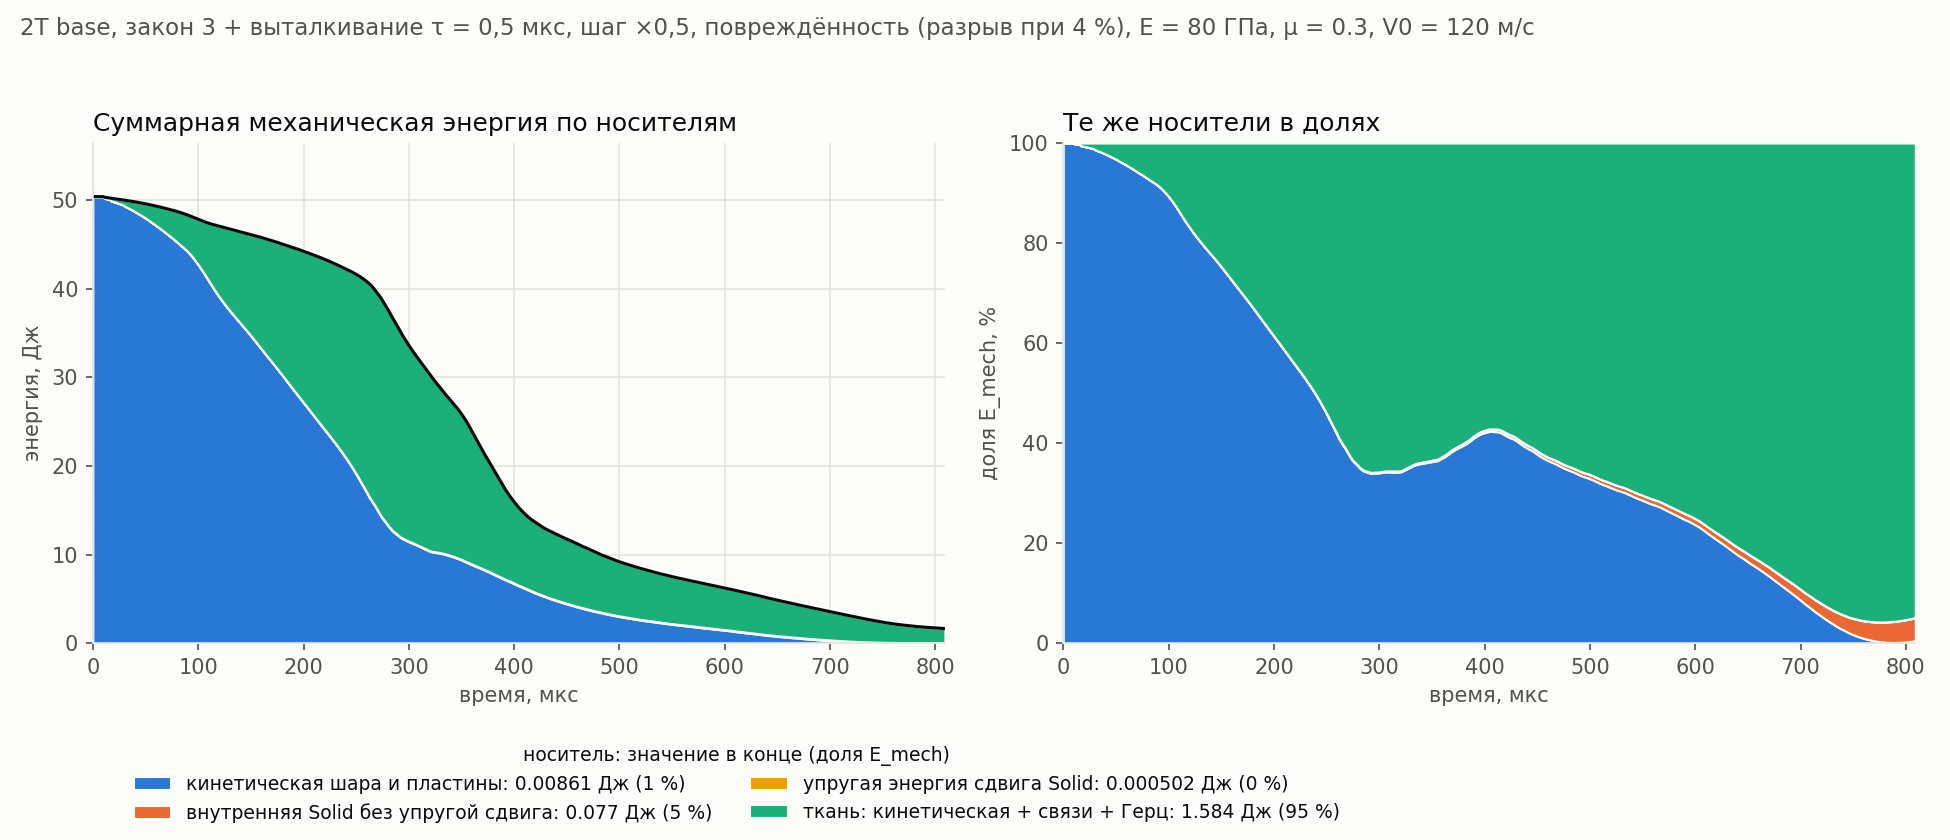 2T base, закон 3 + выталкивание τ = 0,5 мкс, шаг ×0,5, повреждённость (разрыв при 4 %), E = 80 ГПа, μ = 0.3, V0 = 120 м/с
Суммарная механическая энергия по носителям
энергия, Дж
50
40
30
20
10
0
0 100 200 300 400 500 600 700 800
время, мкс
Те же носители в долях
доля E_mech, %
100
80
60
40
20
0
0 100 200 300 400 500 600 700 800
время, мкс
носитель: значение в конце (доля E_mech)
кинетическая шара и пластины: 0.00861 Дж (1 %)
внутренняя Solid без упругой сдвига: 0.077 Дж (5 %)
упругая энергия сдвига Solid: 0.000502 Дж (0 %)
ткань: кинетическая + связи + Герц: 1.584 Дж (95 %)